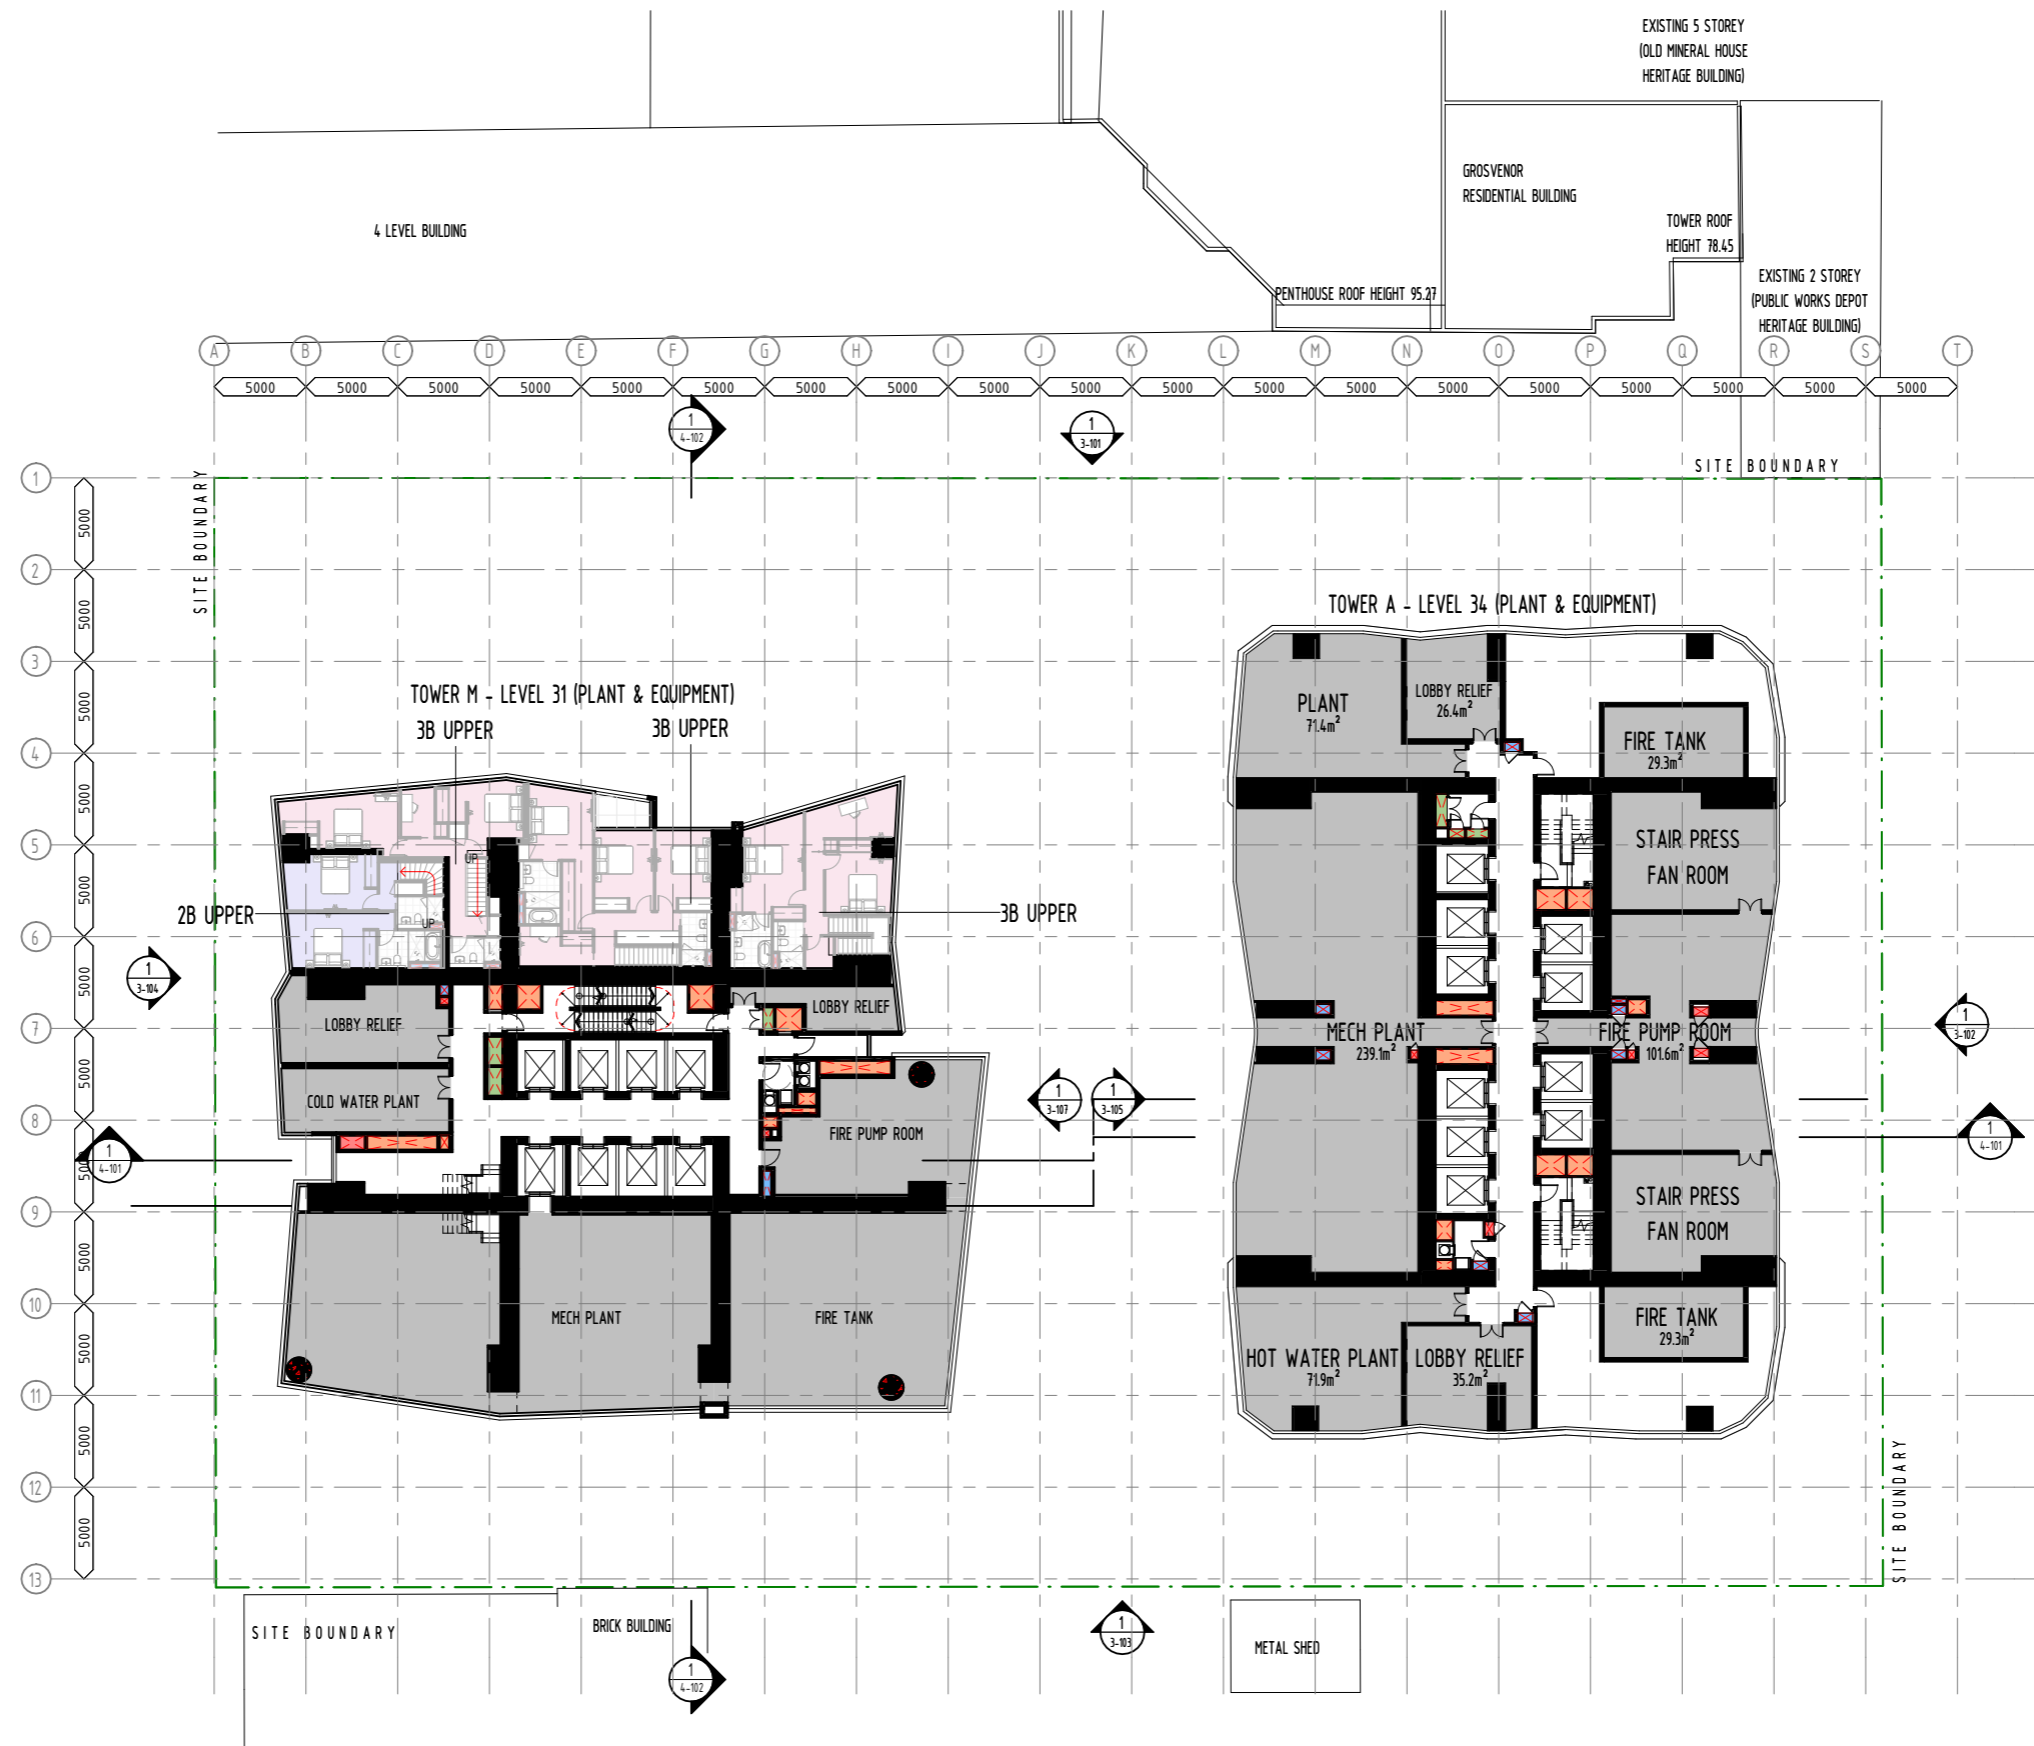 EXISTING 5 STOREY
(OLD MINERAL HOUSE
HERITAGE BUILDING)
GROSVENOR
RESIDENTIAL BUILDING
TOWER ROOF
HEIGHT 78.45
4 LEVEL BUILDING
EXISTING 2 STOREY
(PUBLIC WORKS DEPOT
HERITAGE BUILDING)
PENTHOUSE ROOF HEIGHT 95.27
A B C D E F G H I J K L M N O P Q R S T
5000 5000 5000 5000 5000 5000 5000 5000 5000 5000 5000 5000 5000 5000 5000 5000 5000 5000 5000
1
4-102
1
3-101
SITE BOUNDARY
SITE BOUNDARY
1
5000
2
5000
3
5000
4
5000
5
5000
6
5000
7
5000
8
5000
9
5000
10
5000
11
5000
12
5000
13
TOWER M - LEVEL 31 (PLANT & EQUIPMENT)
3B UPPER
3B UPPER
UP
2B UPPER
UP
3B UPPER
1
3-104
LOBBY RELIEF
LOBBY RELIEF
COLD WATER PLANT
FIRE PUMP ROOM
1
4-101
MECH PLANT
FIRE TANK
1
3-107
1
3-105
TOWER A - LEVEL 34 (PLANT & EQUIPMENT)
PLANT
71.4m²
LOBBY RELIEF
26.4m²
FIRE TANK
29.3m²
STAIR PRESS
FAN ROOM
MECH PLANT
239.1m²
FIRE PUMP ROOM
101.6m²
1
3-102
1
4-101
STAIR PRESS
FAN ROOM
FIRE TANK
29.3m²
HOT WATER PLANT
71.9m²
LOBBY RELIEF
35.2m²
SITE BOUNDARY
SITE BOUNDARY
BRICK BUILDING
1
4-102
1
3-103
METAL SHED